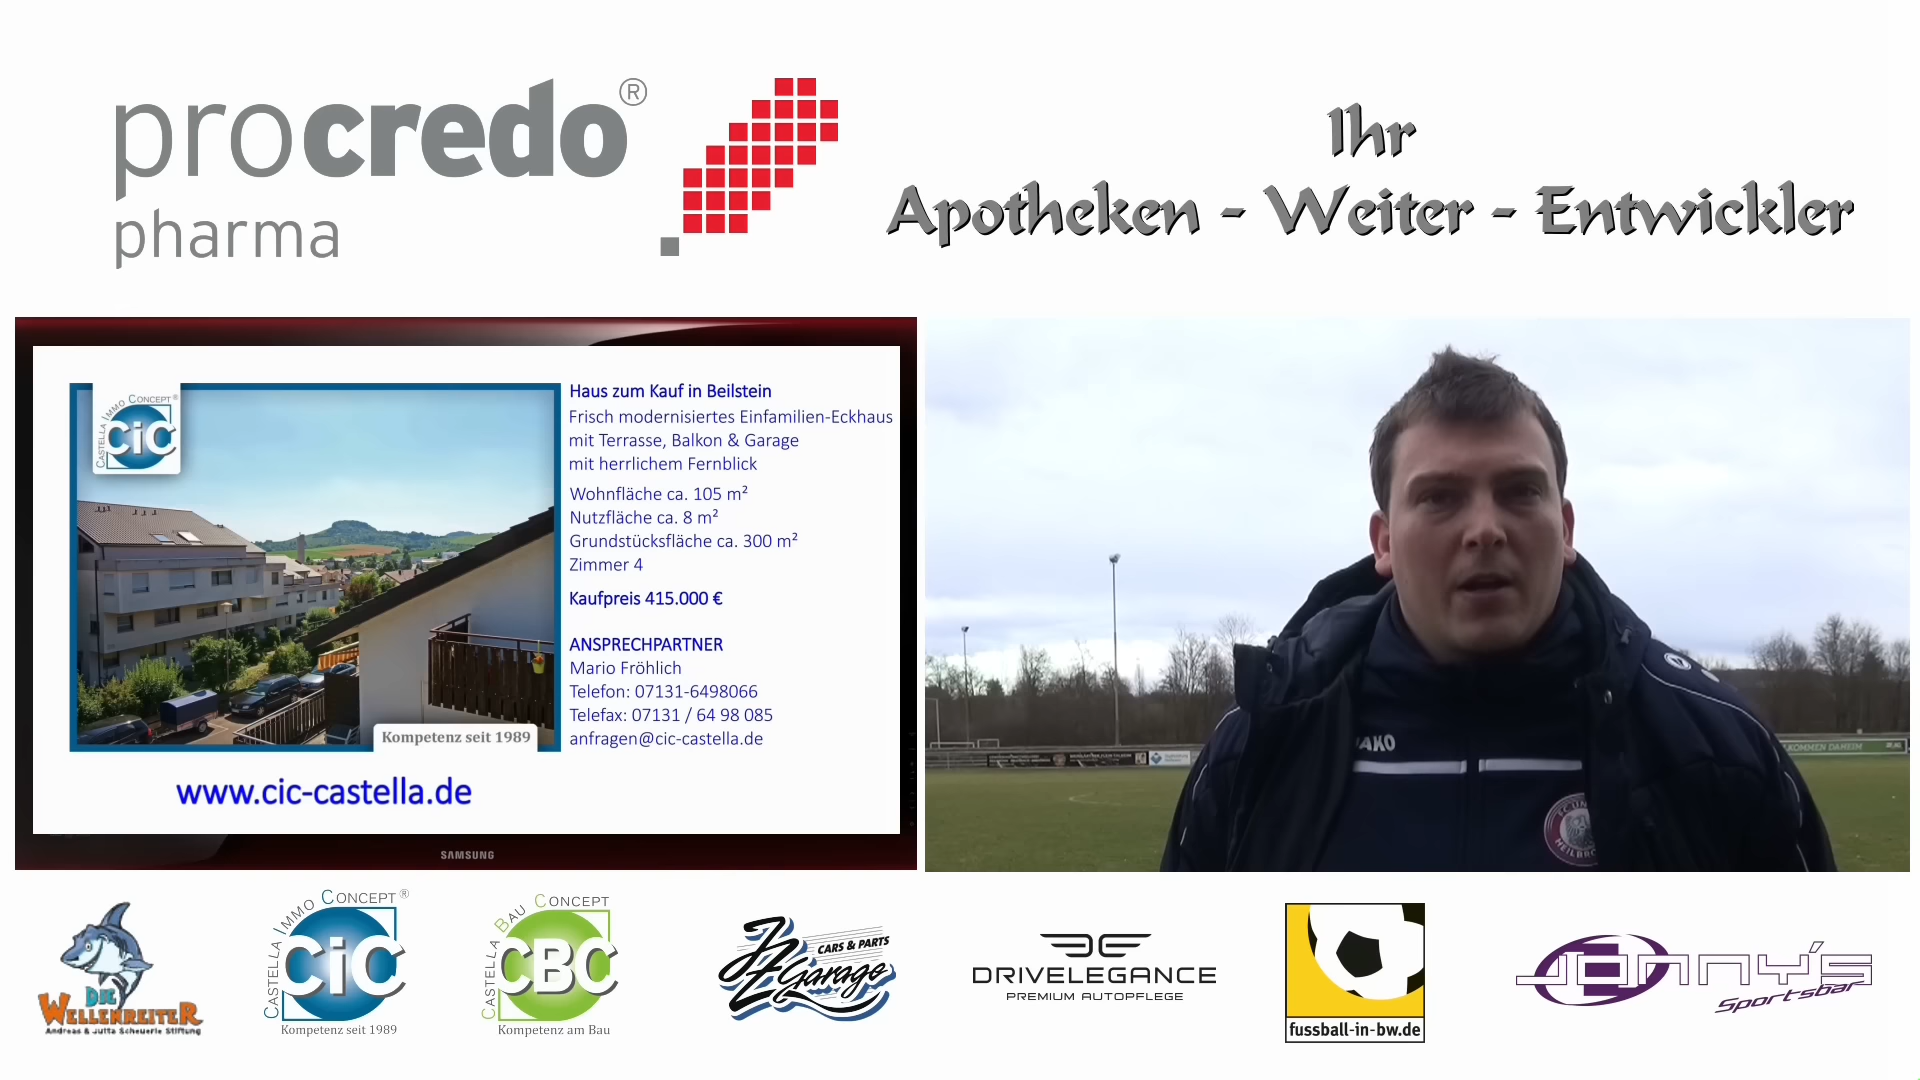 procredo®
pharma
Ihr
Apotheken - Weiter - Entwickler
CASTELLA IMMO CONCEPT®
CiC
Kompetenz seit 1989
www.cic-castella.de
Haus zum Kauf in Beilstein
Frisch modernisiertes Einfamilien-Eckhaus
mit Terrasse, Balkon & Garage
mit herrlichem Fernblick
Wohnfläche ca. 105 m²
Nutzfläche ca. 8 m²
Grundstücksfläche ca. 300 m²
Zimmer 4
Kaufpreis 415.000 €
ANSPRECHPARTNER
Mario Fröhlich
Telefon: 07131-6498066
Telefax: 07131 / 64 98 085
anfragen@cic-castella.de
SAMSUNG
JAKO
DIE
WELLENREITER
Andreas & Jutta Scheuerle Stiftung
CASTELLA IMMO CONCEPT®
CiC
Kompetenz seit 1989
CASTELLA BAU CONCEPT
CBC
Kompetenz am Bau
CARS & PARTS
Garage
DRIVELEGANCE
PREMIUM AUTOPFLEGE
fussball-in-bw.de
JONNY'S
Sportsbar